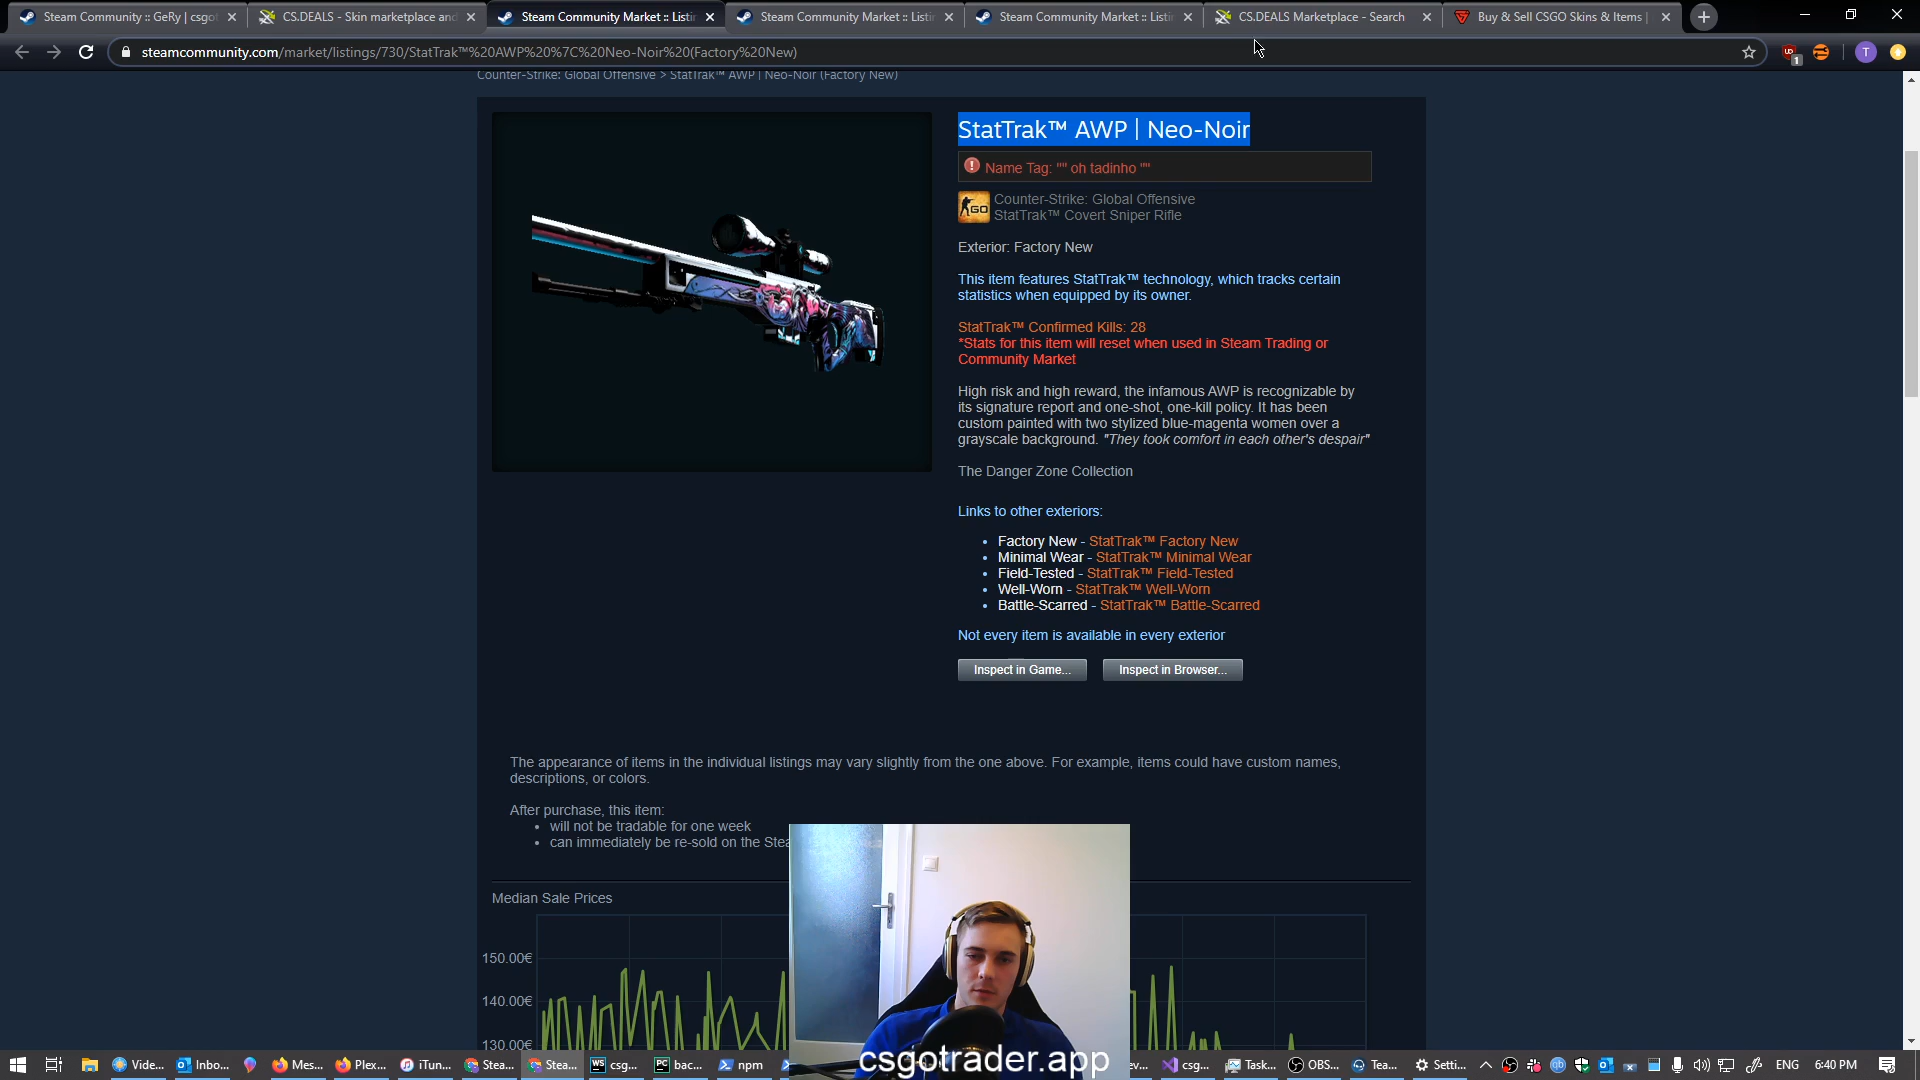 Steam Community :: GeRy | csgot
CS.DEALS - Skin marketplace and
Steam Community Market :: Listin
Steam Community Market :: Listin
Steam Community Market :: Listin
CS.DEALS Marketplace - Search
Buy & Sell CSGO Skins & Items |
steamcommunity.com/market/listings/730/StatTrak™%20AWP%20%7C%20Neo-Noir%20(Factory%20New)
1
T
Counter-Strike: Global Offensive > StatTrak™ AWP | Neo-Noir (Factory New)
StatTrak™ AWP | Neo-Noir
Name Tag: "" oh tadinho ""
GO
Counter-Strike: Global Offensive
StatTrak™ Covert Sniper Rifle
Exterior: Factory New
This item features StatTrak™ technology, which tracks certain
statistics when equipped by its owner.
StatTrak™ Confirmed Kills: 28
*Stats for this item will reset when used in Steam Trading or
Community Market
High risk and high reward, the infamous AWP is recognizable by
its signature report and one-shot, one-kill policy. It has been
custom painted with two stylized blue-magenta women over a
grayscale background. "They took comfort in each other's despair"
The Danger Zone Collection
Links to other exteriors:
• Factory New - StatTrak™ Factory New
• Minimal Wear - StatTrak™ Minimal Wear
• Field-Tested - StatTrak™ Field-Tested
• Well-Worn - StatTrak™ Well-Worn
• Battle-Scarred - StatTrak™ Battle-Scarred
Not every item is available in every exterior
Inspect in Game...
Inspect in Browser...
The appearance of items in the individual listings may vary slightly from the one above. For example, items could have custom names,
descriptions, or colors.
After purchase, this item:
• will not be tradable for one week
• can immediately be re-sold on the Stea
Median Sale Prices
150.00€
140.00€
130.00€
csgotrader.app
Vide...
Inbo...
Mes...
Plex...
iTun...
Stea...
Stea...
csg...
bac...
npm
ev...
csg...
Task...
OBS...
Tea...
Setti...
ENG
6:40 PM